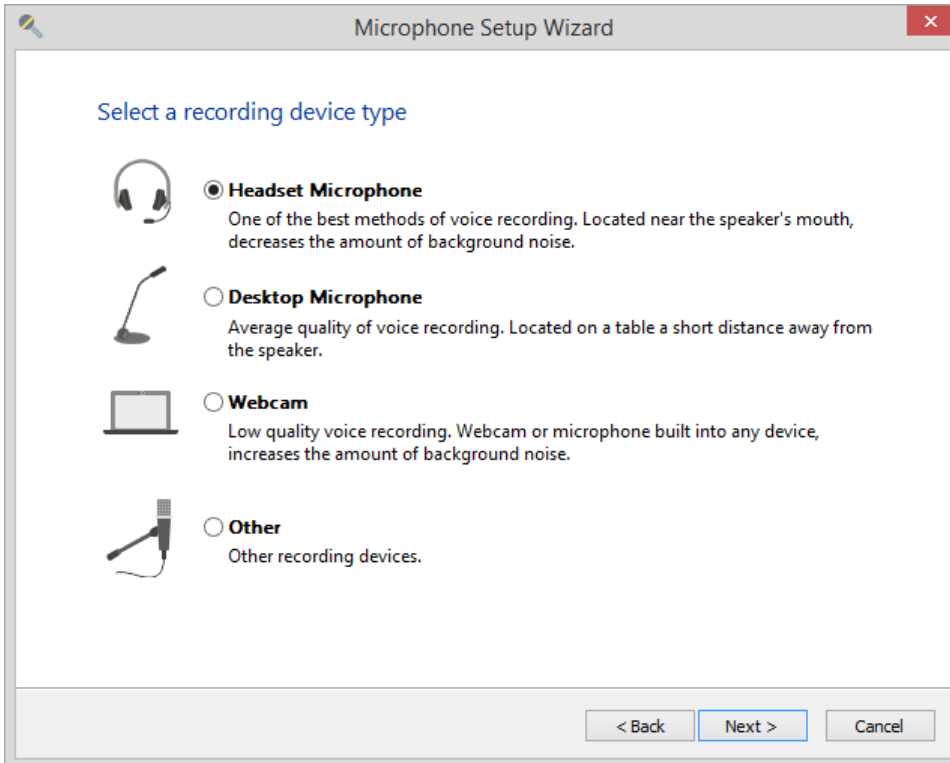 Microphone Setup Wizard
Select a recording device type
Headset Microphone
One of the best methods of voice recording. Located near the speaker's mouth,
decreases the amount of background noise.
Desktop Microphone
Average quality of voice recording. Located on a table a short distance away from
the speaker.
Webcam
Low quality voice recording. Webcam or microphone built into any device,
increases the amount of background noise.
Other
Other recording devices.
< Back Next > Cancel